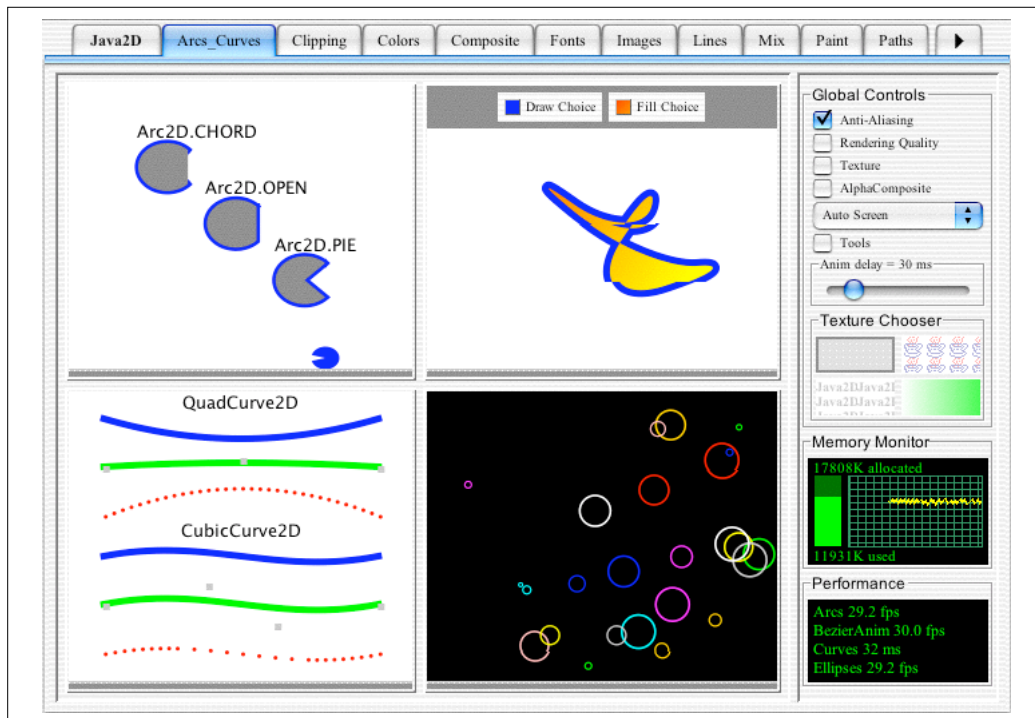 Java2D Arcs_Curves Clipping Colors Composite Fonts Images Lines Mix Paint Paths
Arc2D.CHORD
Arc2D.OPEN
Arc2D.PIE
Draw Choice Fill Choice
QuadCurve2D
CubicCurve2D
Global Controls
Anti-Aliasing
Rendering Quality
Texture
AlphaComposite
Auto Screen
Tools
Anim delay = 30 ms
Texture Chooser
Java2DJava2D
Java2DJava2D
Memory Monitor
17808K allocated
11931K used
Performance
Arcs 29.2 fps
BezierAnim 30.0 fps
Curves 32 ms
Ellipses 29.2 fps